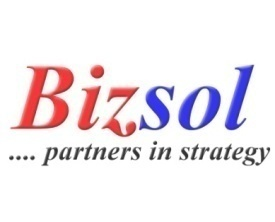 Bizsol
.... partners in strategy